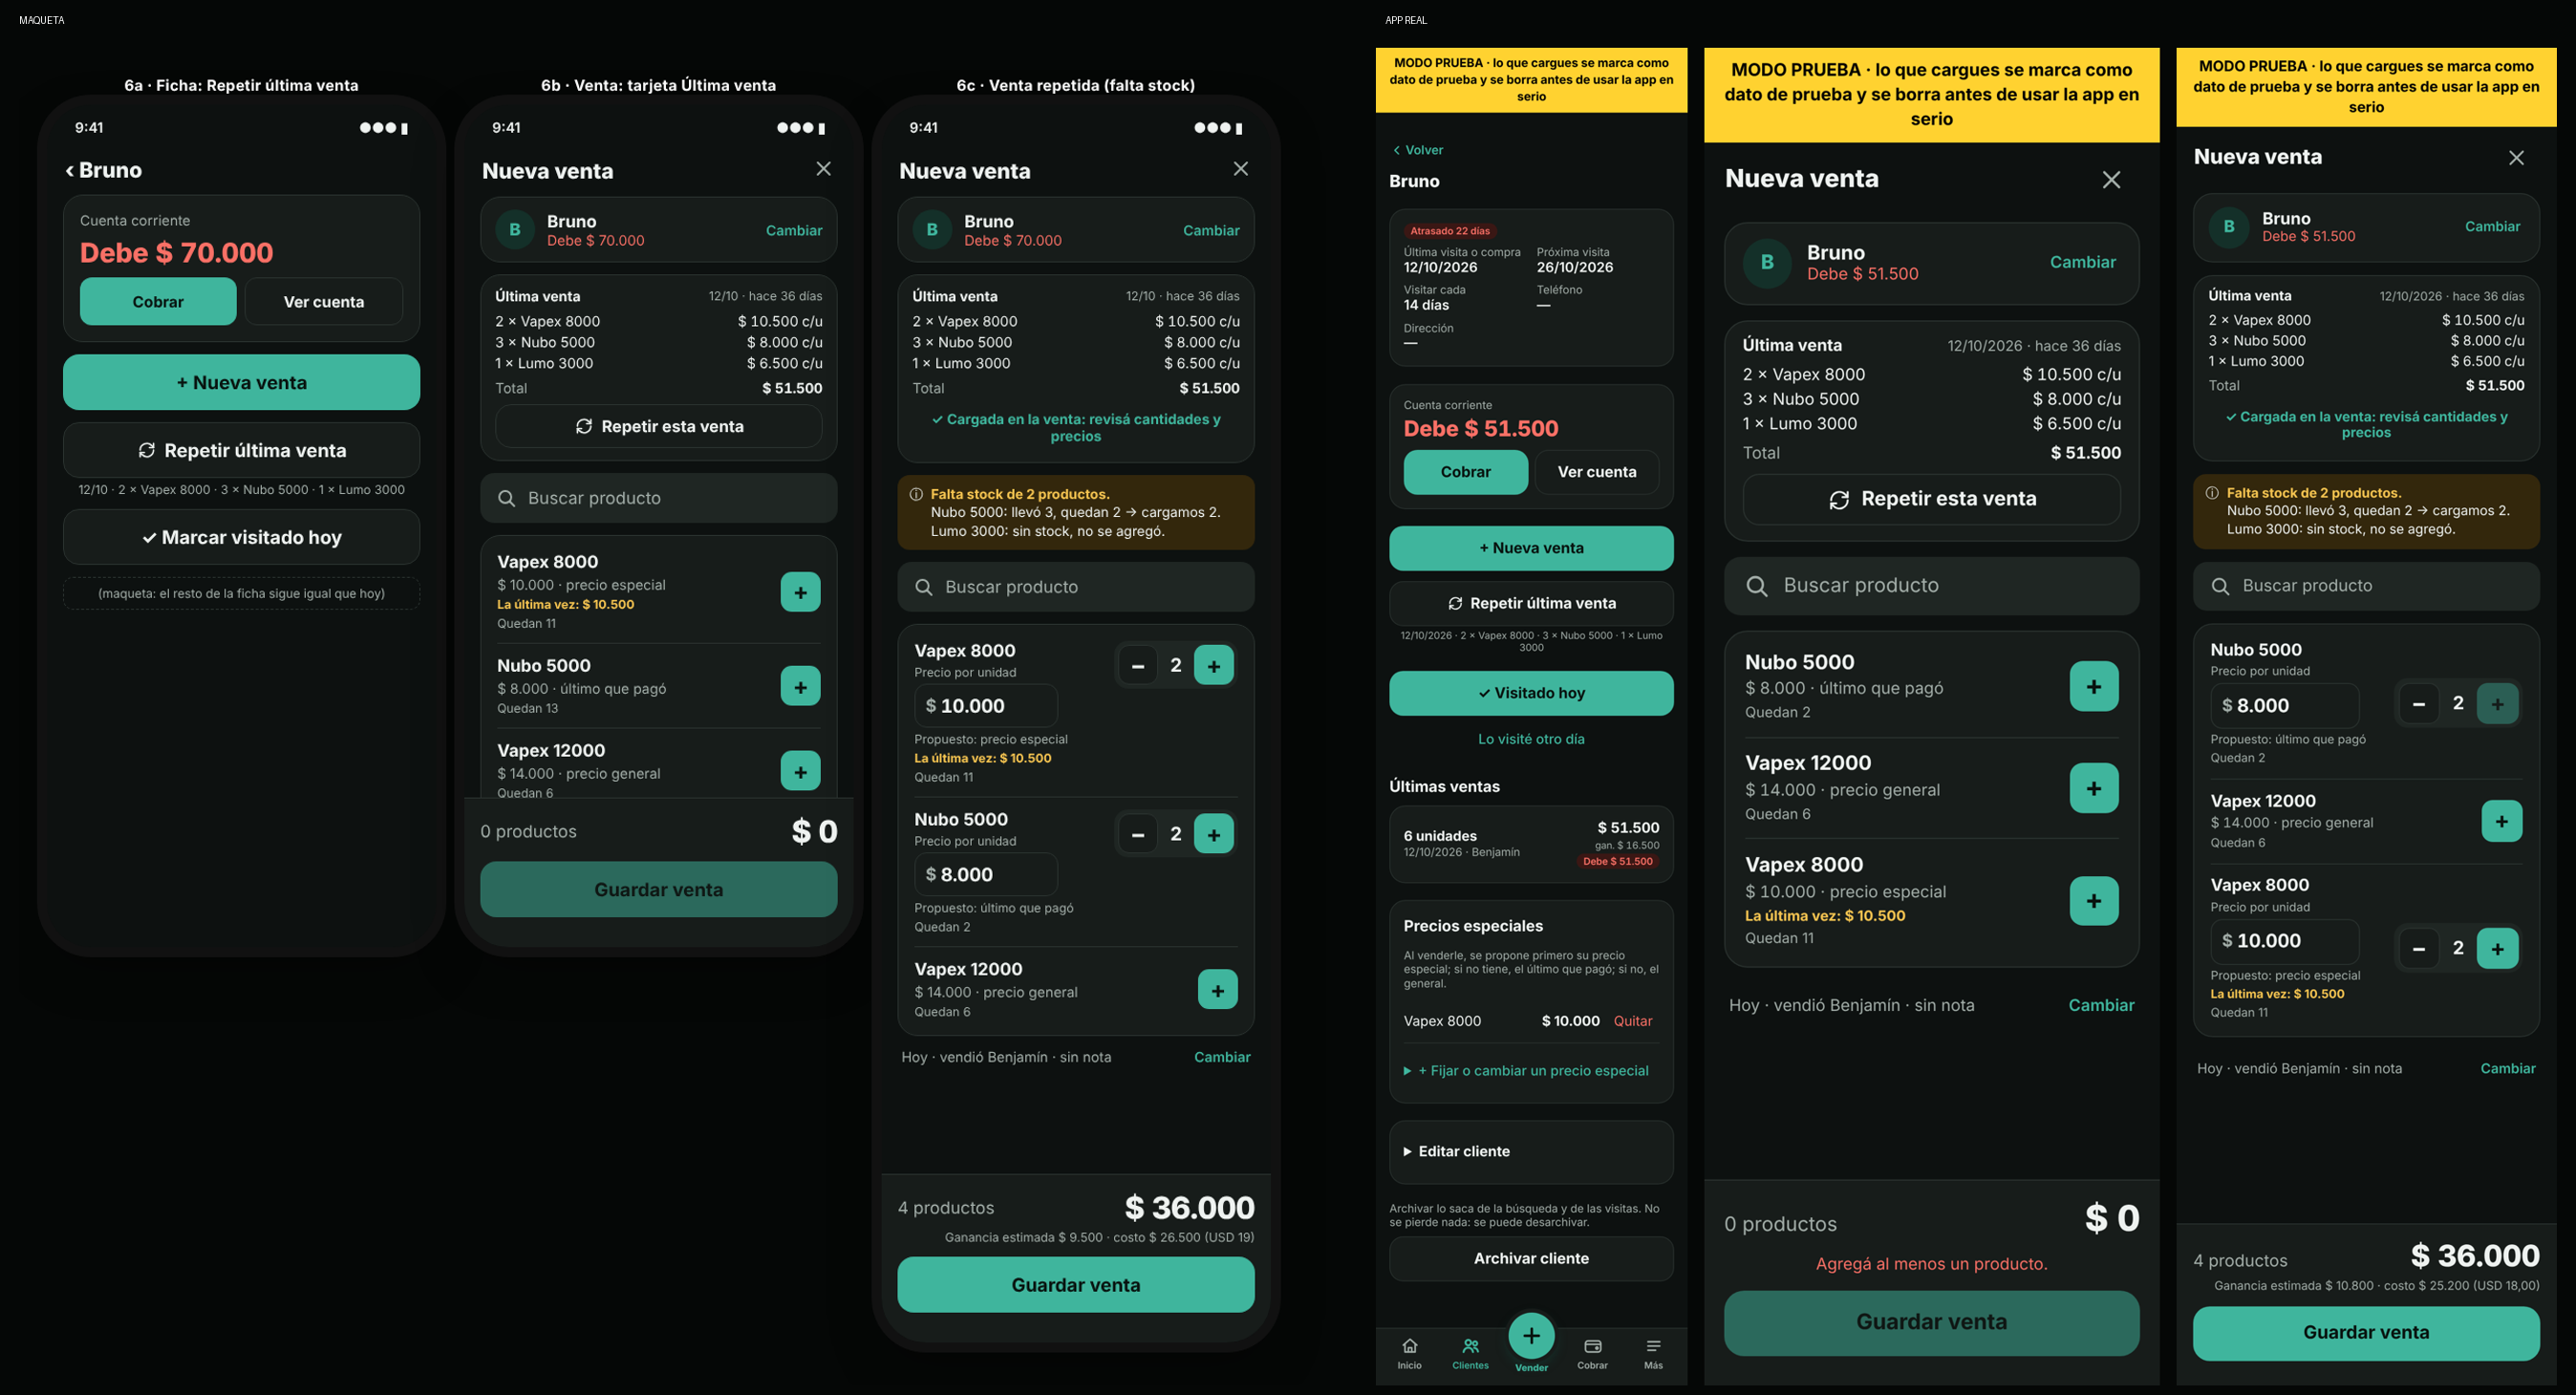 MAQUETA
6a · Ficha: Repetir última venta
9:41
‹ Bruno
Cuenta corriente
Debe $ 70.000
Cobrar
Ver cuenta
+ Nueva venta
Repetir última venta
12/10 · 2 × Vapex 8000 · 3 × Nubo 5000 · 1 × Lumo 3000
✓ Marcar visitado hoy
(maqueta: el resto de la ficha sigue igual que hoy)
6b · Venta: tarjeta Última venta
9:41
Nueva venta
B
Bruno
Debe $ 70.000
Cambiar
Última venta 12/10 · hace 36 días
2 × Vapex 8000 $ 10.500 c/u
3 × Nubo 5000 $ 8.000 c/u
1 × Lumo 3000 $ 6.500 c/u
Total $ 51.500
Repetir esta venta
Buscar producto
Vapex 8000
$ 10.000 · precio especial
La última vez: $ 10.500
Quedan 11
+
Nubo 5000
$ 8.000 · último que pagó
Quedan 13
+
Vapex 12000
$ 14.000 · precio general
Quedan 6
+
0 productos $ 0
Guardar venta
6c · Venta repetida (falta stock)
9:41
Nueva venta
B
Bruno
Debe $ 70.000
Cambiar
Última venta 12/10 · hace 36 días
2 × Vapex 8000 $ 10.500 c/u
3 × Nubo 5000 $ 8.000 c/u
1 × Lumo 3000 $ 6.500 c/u
Total $ 51.500
✓ Cargada en la venta: revisá cantidades y
precios
Falta stock de 2 productos.
Nubo 5000: llevó 3, quedan 2 → cargamos 2.
Lumo 3000: sin stock, no se agregó.
Buscar producto
Vapex 8000
Precio por unidad
− 2 +
$ 10.000
Propuesto: precio especial
La última vez: $ 10.500
Quedan 11
Nubo 5000
Precio por unidad
− 2 +
$ 8.000
Propuesto: último que pagó
Quedan 2
Vapex 12000
$ 14.000 · precio general
Quedan 6
+
Hoy · vendió Benjamín · sin nota Cambiar
4 productos $ 36.000
Ganancia estimada $ 9.500 · costo $ 26.500 (USD 19)
Guardar venta
APP REAL
MODO PRUEBA · lo que cargues se marca como
dato de prueba y se borra antes de usar la app en
serio
‹ Volver
Bruno
Atrasado 22 días
Última visita o compra Próxima visita
12/10/2026 26/10/2026
Visitar cada Teléfono
14 días —
Dirección
—
Cuenta corriente
Debe $ 51.500
Cobrar
Ver cuenta
+ Nueva venta
Repetir última venta
12/10/2026 · 2 × Vapex 8000 · 3 × Nubo 5000 · 1 × Lumo
3000
✓ Visitado hoy
Lo visité otro día
Últimas ventas
6 unidades
12/10/2026 · Benjamín
$ 51.500
gan. $ 16.500
Debe $ 51.500
Precios especiales
Al venderle, se propone primero su precio
especial; si no tiene, el último que pagó; si no, el
general.
Vapex 8000 $ 10.000 Quitar
▶ + Fijar o cambiar un precio especial
▶ Editar cliente
Archivar lo saca de la búsqueda y de las visitas. No
se pierde nada: se puede desarchivar.
Archivar cliente
Inicio
Clientes
+
Vender
Cobrar
Más
MODO PRUEBA · lo que cargues se marca como
dato de prueba y se borra antes de usar la app en
serio
Nueva venta
B
Bruno
Debe $ 51.500
Cambiar
Última venta 12/10/2026 · hace 36 días
2 × Vapex 8000 $ 10.500 c/u
3 × Nubo 5000 $ 8.000 c/u
1 × Lumo 3000 $ 6.500 c/u
Total $ 51.500
Repetir esta venta
Buscar producto
Nubo 5000
$ 8.000 · último que pagó
Quedan 2
+
Vapex 12000
$ 14.000 · precio general
Quedan 6
+
Vapex 8000
$ 10.000 · precio especial
La última vez: $ 10.500
Quedan 11
+
Hoy · vendió Benjamín · sin nota Cambiar
0 productos $ 0
Agregá al menos un producto.
Guardar venta
MODO PRUEBA · lo que cargues se marca como
dato de prueba y se borra antes de usar la app en
serio
Nueva venta
B
Bruno
Debe $ 51.500
Cambiar
Última venta 12/10/2026 · hace 36 días
2 × Vapex 8000 $ 10.500 c/u
3 × Nubo 5000 $ 8.000 c/u
1 × Lumo 3000 $ 6.500 c/u
Total $ 51.500
✓ Cargada en la venta: revisá cantidades y
precios
Falta stock de 2 productos.
Nubo 5000: llevó 3, quedan 2 → cargamos 2.
Lumo 3000: sin stock, no se agregó.
Buscar producto
Nubo 5000
Precio por unidad
$ 8.000
− 2 +
Propuesto: último que pagó
Quedan 2
Vapex 12000
$ 14.000 · precio general
Quedan 6
+
Vapex 8000
Precio por unidad
$ 10.000
− 2 +
Propuesto: precio especial
La última vez: $ 10.500
Quedan 11
Hoy · vendió Benjamín · sin nota Cambiar
4 productos $ 36.000
Ganancia estimada $ 10.800 · costo $ 25.200 (USD 18,00)
Guardar venta